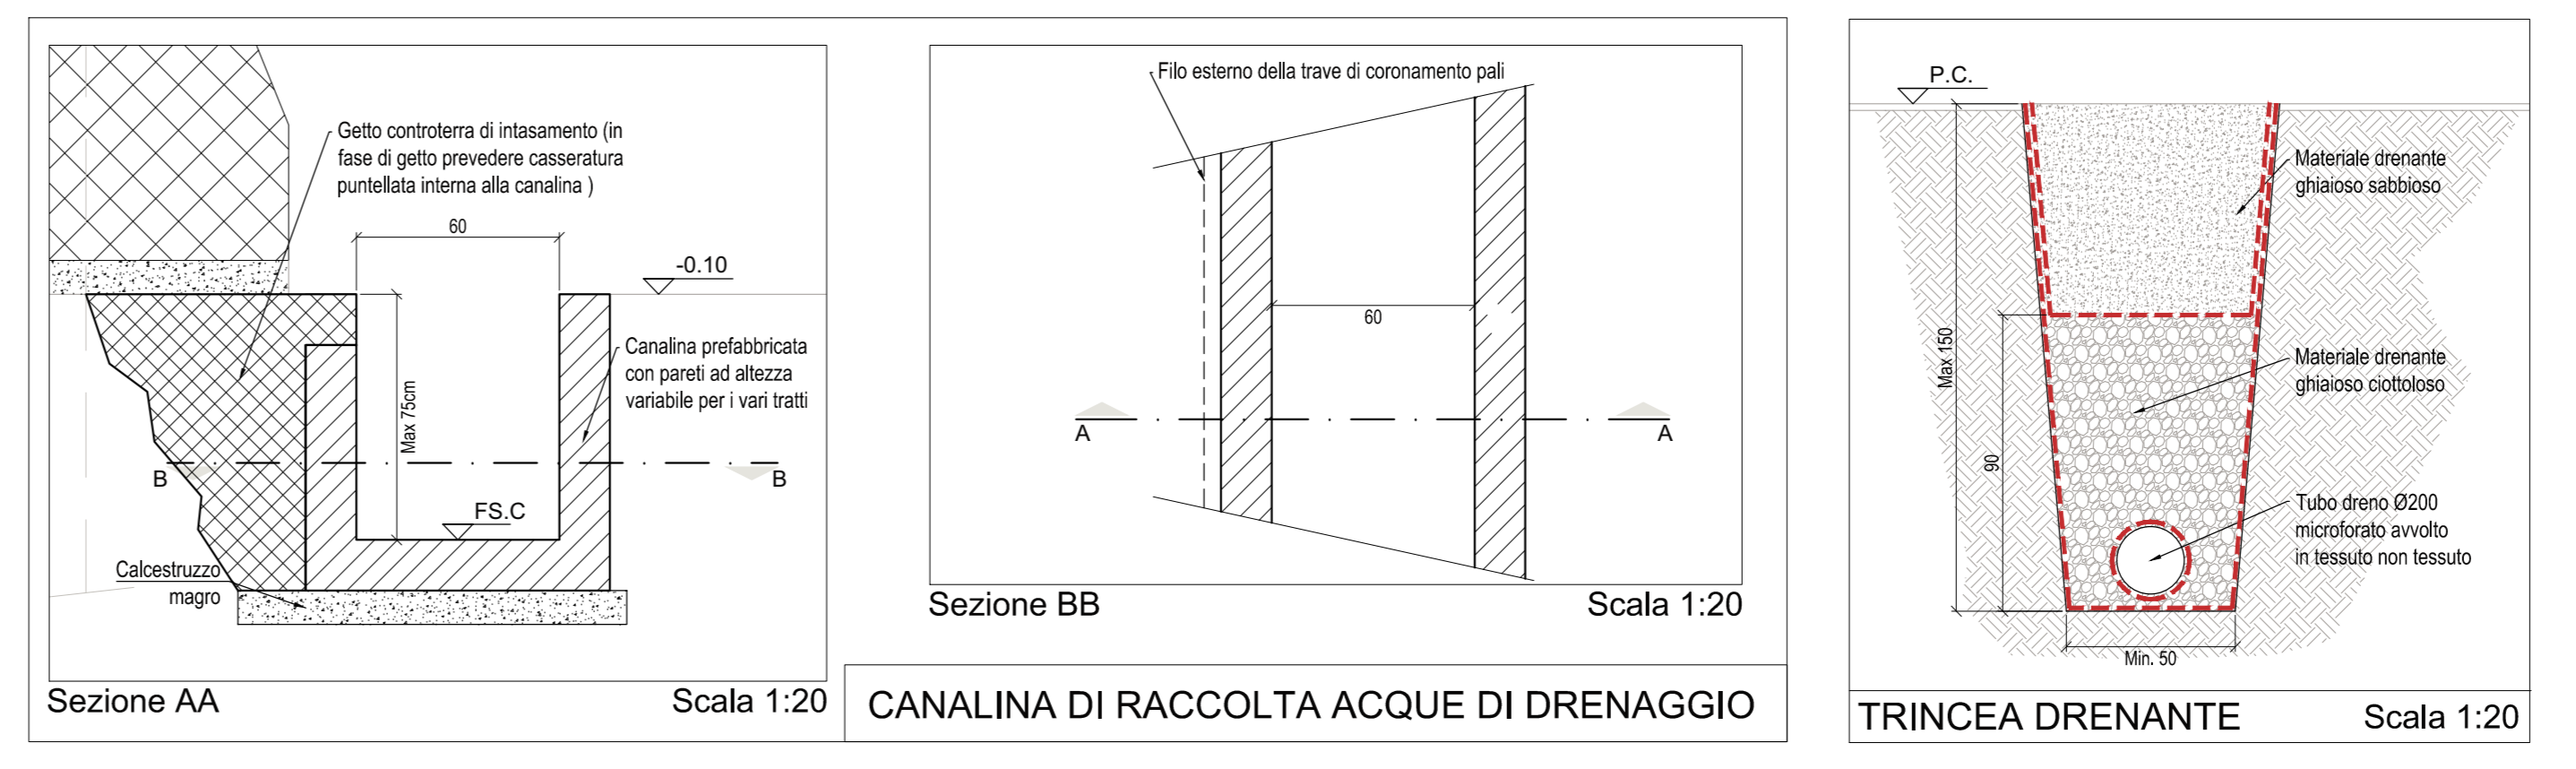 Getto controterra di intasamento (in
fase di getto prevedere casseratura
puntellata interna alla canalina )
60
-0.10
Canalina prefabbricata
con pareti ad altezza
variabile per i vari tratti
Max 75cm
B
B
FS.C
Calcestruzzo
magro
Sezione AA
Scala 1:20
Filo esterno della trave di coronamento pali
60
A
A
Sezione BB
Scala 1:20
CANALINA DI RACCOLTA ACQUE DI DRENAGGIO
P.C.
Materiale drenante
ghiaioso sabbioso
Max 150
Materiale drenante
ghiaioso ciottoloso
90
Tubo dreno Ø200
microforato avvolto
in tessuto non tessuto
Min. 50
TRINCEA DRENANTE
Scala 1:20